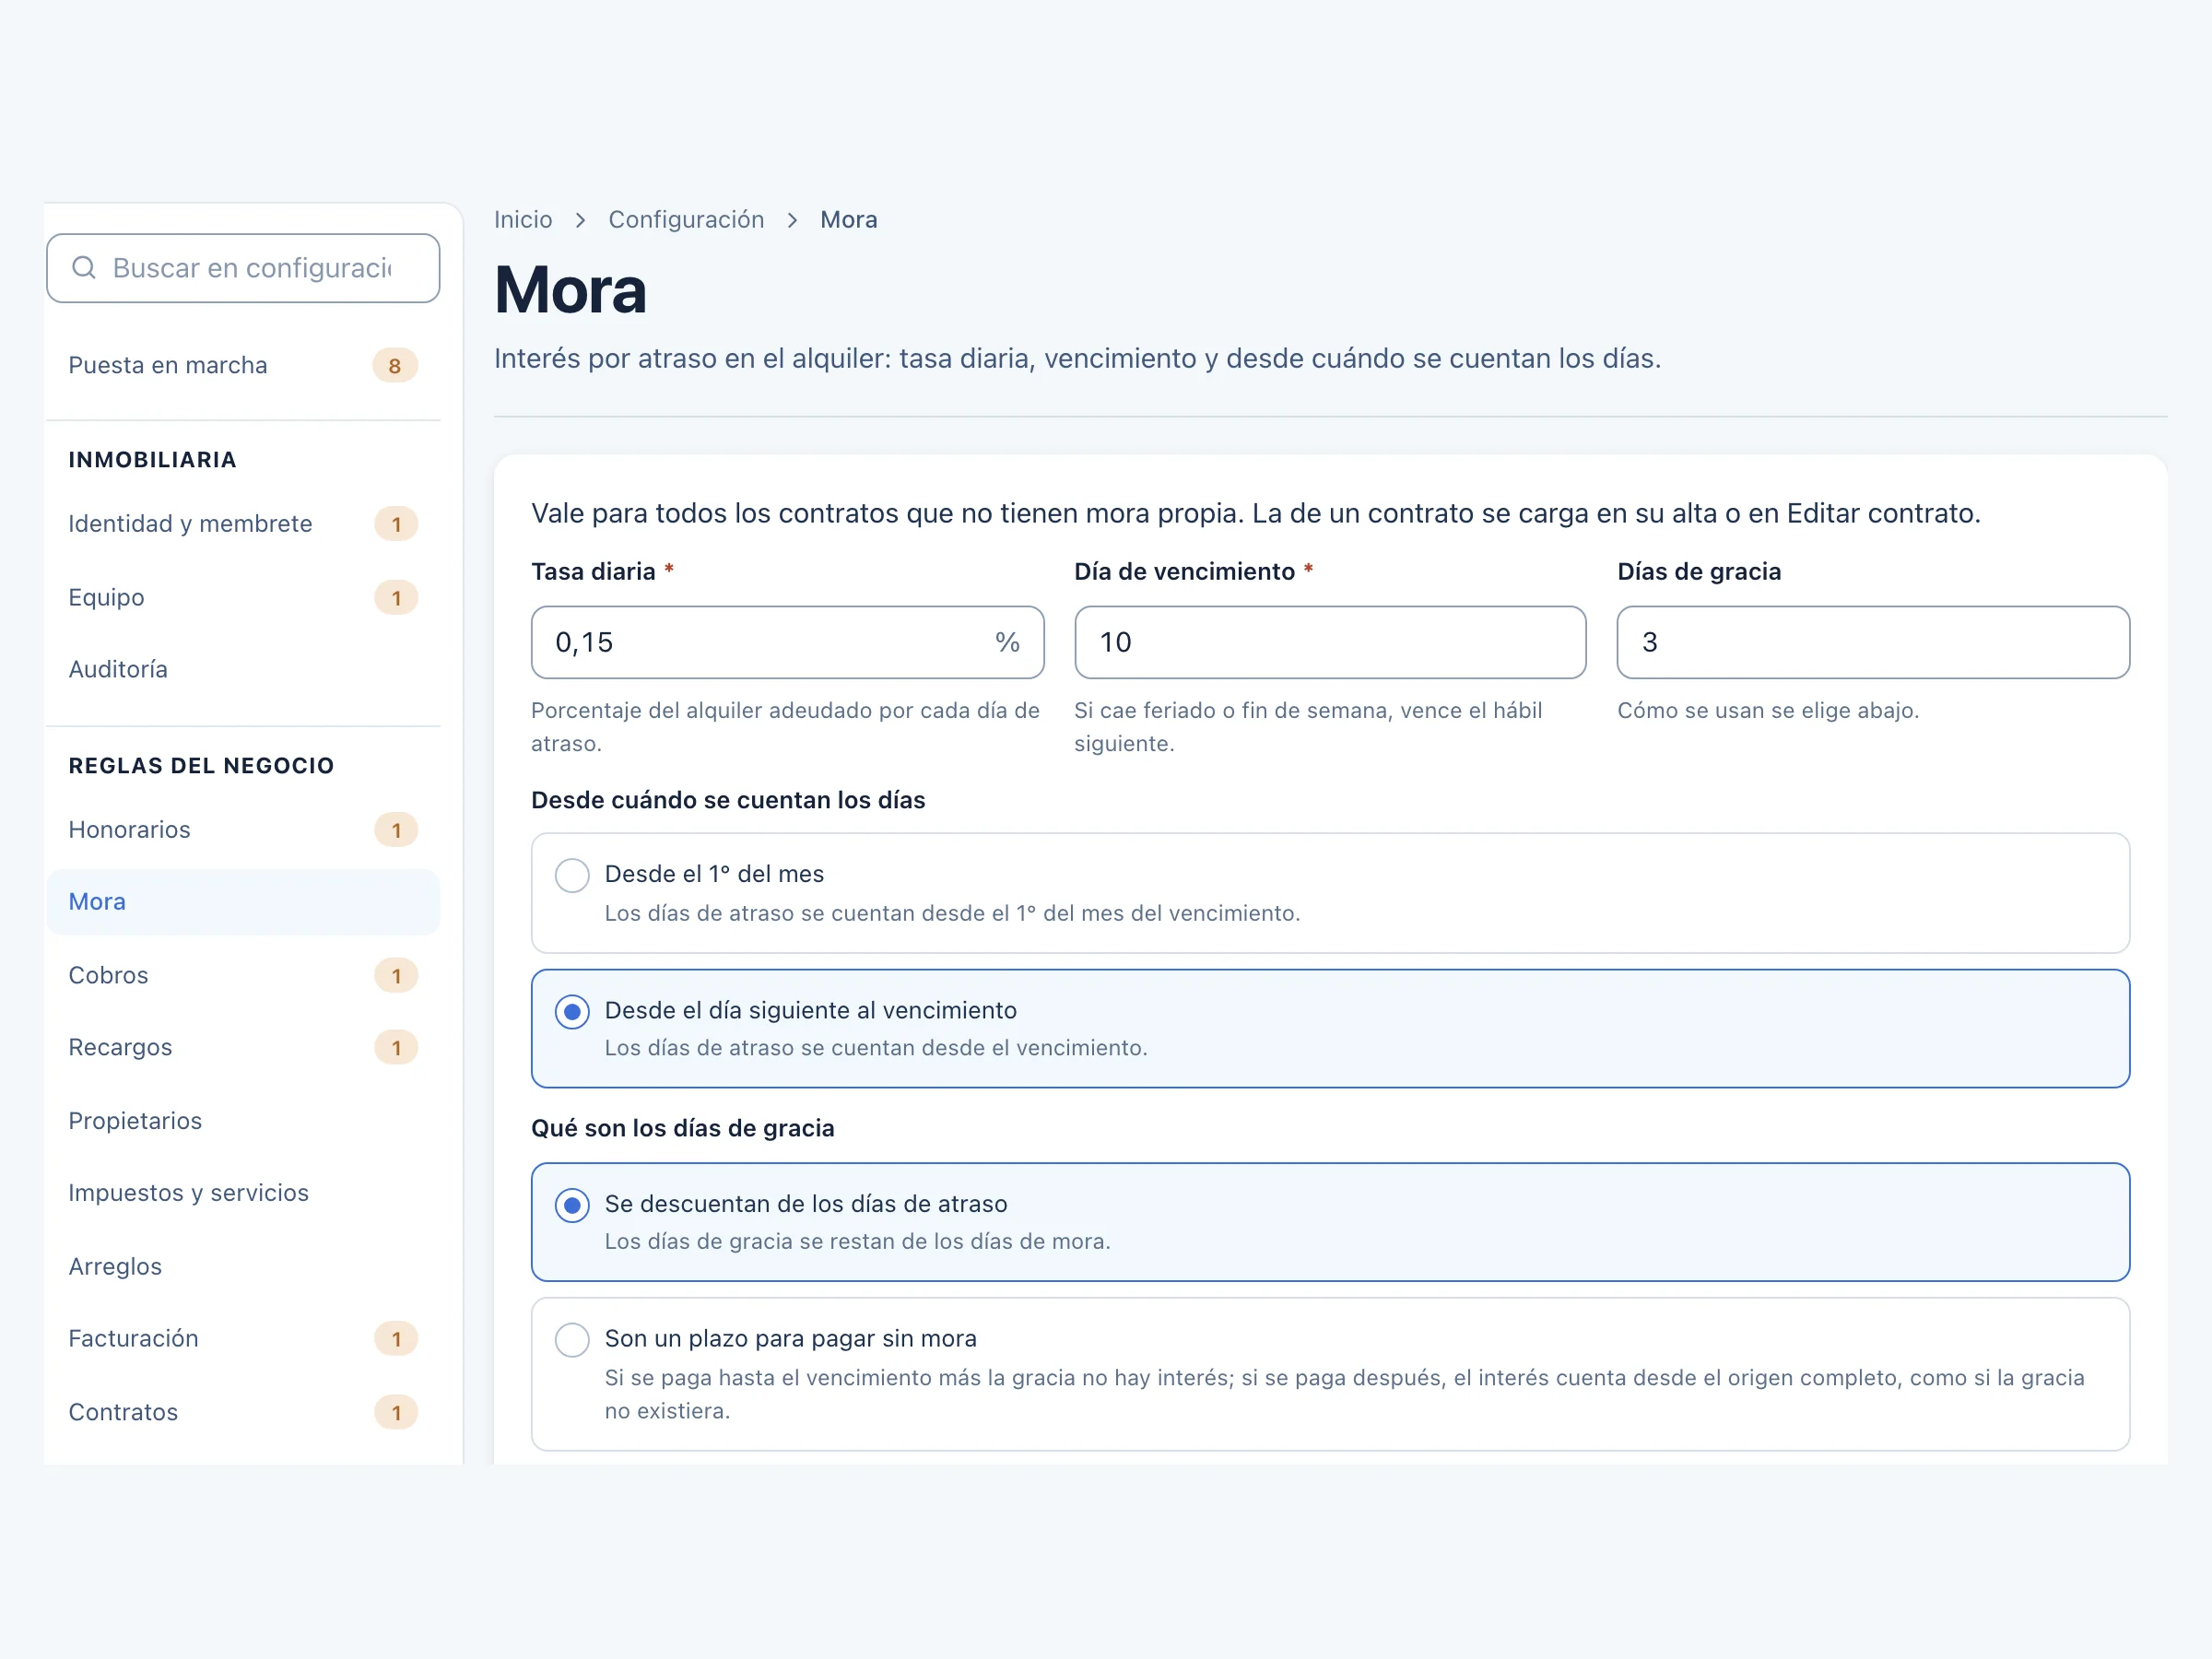 Buscar en configuraci
Puesta en marcha 8
INMOBILIARIA
Identidad y membrete 1
Equipo 1
Auditoría
REGLAS DEL NEGOCIO
Honorarios 1
Mora
Cobros 1
Recargos 1
Propietarios
Impuestos y servicios
Arreglos
Facturación 1
Contratos 1
Inicio > Configuración > Mora
Mora
Interés por atraso en el alquiler: tasa diaria, vencimiento y desde cuándo se cuentan los días.
Vale para todos los contratos que no tienen mora propia. La de un contrato se carga en su alta o en Editar contrato.
Tasa diaria *
0,15 %
Porcentaje del alquiler adeudado por cada día de
atraso.
Día de vencimiento *
10
Si cae feriado o fin de semana, vence el hábil
siguiente.
Días de gracia
3
Cómo se usan se elige abajo.
Desde cuándo se cuentan los días
Desde el 1° del mes
Los días de atraso se cuentan desde el 1° del mes del vencimiento.
Desde el día siguiente al vencimiento
Los días de atraso se cuentan desde el vencimiento.
Qué son los días de gracia
Se descuentan de los días de atraso
Los días de gracia se restan de los días de mora.
Son un plazo para pagar sin mora
Si se paga hasta el vencimiento más la gracia no hay interés; si se paga después, el interés cuenta desde el origen completo, como si la gracia
no existiera.